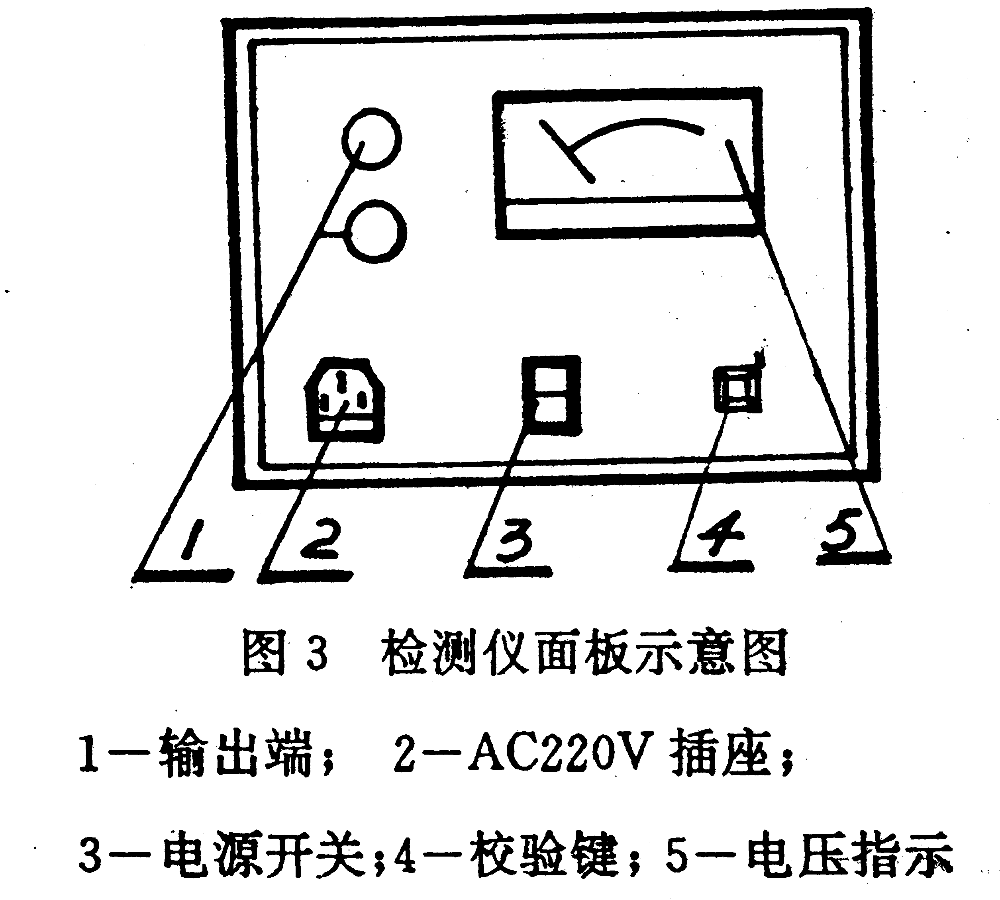 1 2 3 4 5
图 3 检测仪面板示意图
1—输出端； 2—AC220V 插座；
3—电源开关；4—校验键；5—电压指示